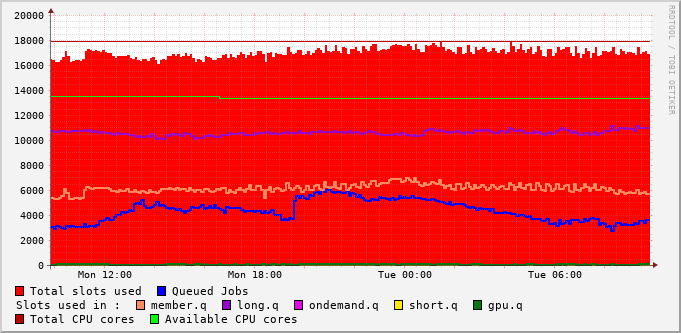 20000
18000
16000
14000
12000
10000
8000
6000
4000
2000
0
Mon 12:00 Mon 18:00 Tue 00:00 Tue 06:00
Total slots used Queued Jobs
Slots used in : member.q long.q ondemand.q short.q gpu.q
Total CPU cores Available CPU cores
RRDTOOL / TOBI OETIKER